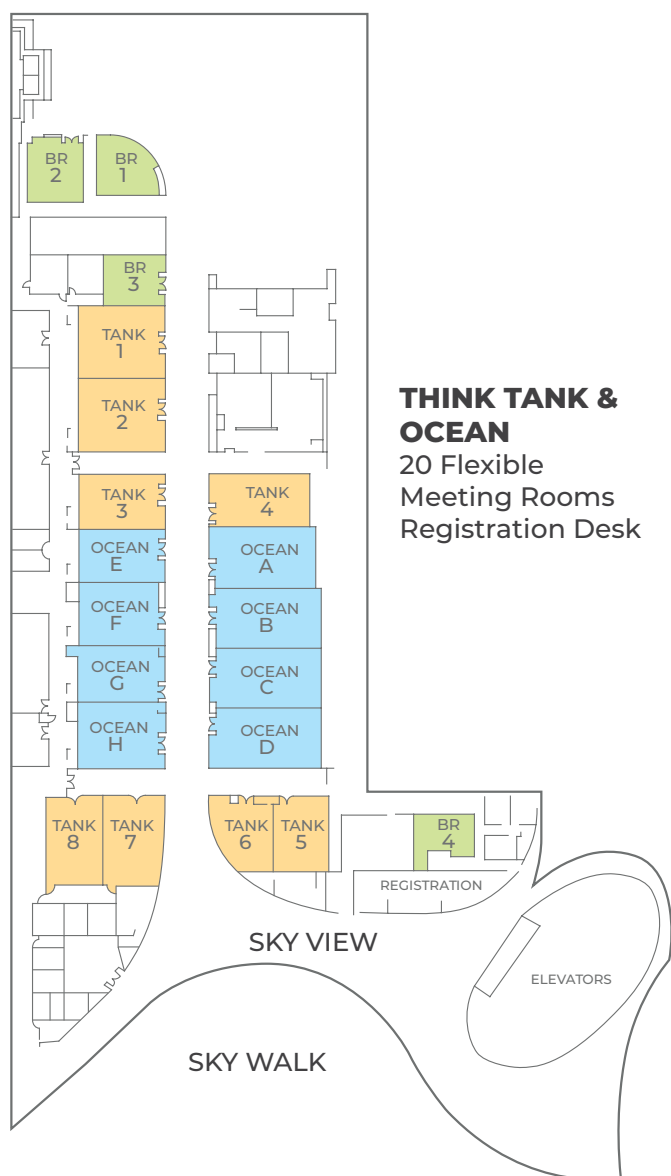 BR
2
BR
1
BR
3
TANK
1
TANK
2
THINK TANK &
OCEAN
20 Flexible
Meeting Rooms
Registration Desk
TANK
3
TANK
4
OCEAN
E
OCEAN
A
OCEAN
F
OCEAN
B
OCEAN
G
OCEAN
C
OCEAN
H
OCEAN
D
TANK
8
TANK
7
TANK
6
TANK
5
BR
4
REGISTRATION
SKY VIEW
ELEVATORS
SKY WALK